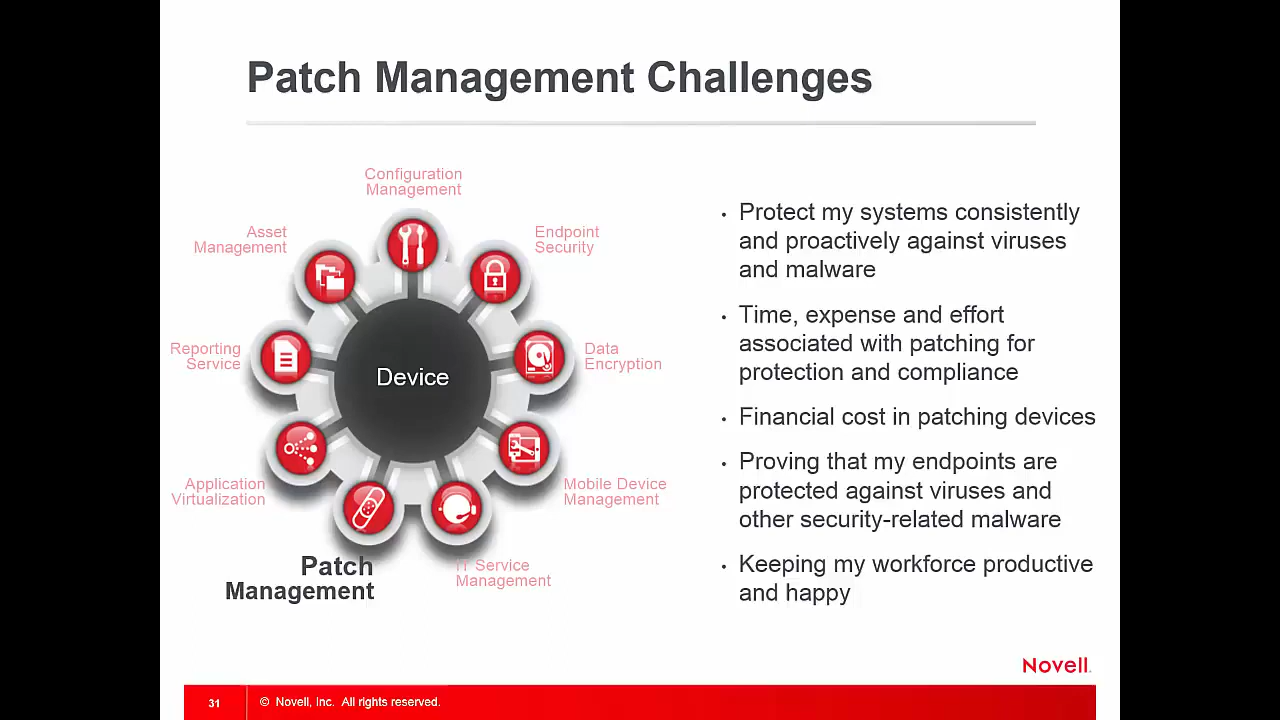 Patch Management Challenges
Configuration
Management
Asset
Management
Endpoint
Security
Reporting
Service
Device
Data
Encryption
Application
Virtualization
Mobile Device
Management
Patch
Management
IT Service
Management
• Protect my systems consistently
and proactively against viruses
and malware
• Time, expense and effort
associated with patching for
protection and compliance
• Financial cost in patching devices
• Proving that my endpoints are
protected against viruses and
other security-related malware
• Keeping my workforce productive
and happy
Novell.
31
© Novell, Inc. All rights reserved.